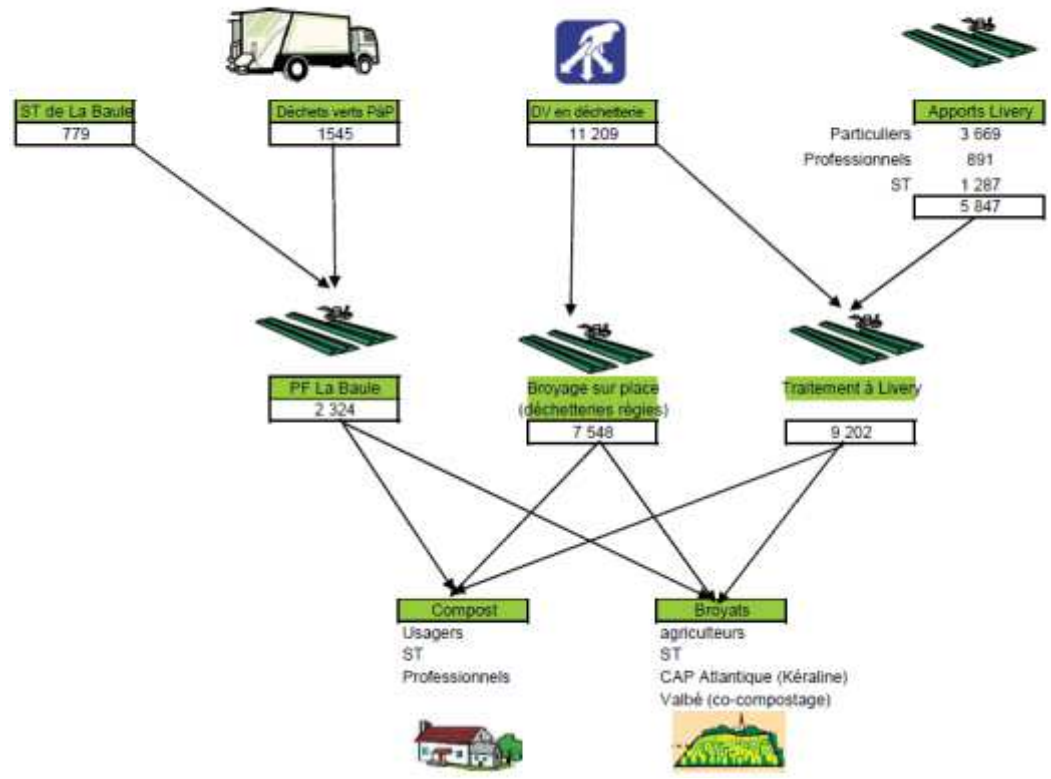 ST de La Baule
779
Déchets verts PàP
1545
DV en déchetterie
11 209
Apports Livery
Particuliers 3 669
Professionnels 891
ST 1 287
5 847
PF La Baule
2 324
Broyage sur place
(déchetteries régies)
7 548
Traitement à Livery
9 202
Compost
Usagers
ST
Professionnels
Broyats
agriculteurs
ST
CAP Atlantique (Kéraline)
Valbé (co-compostage)